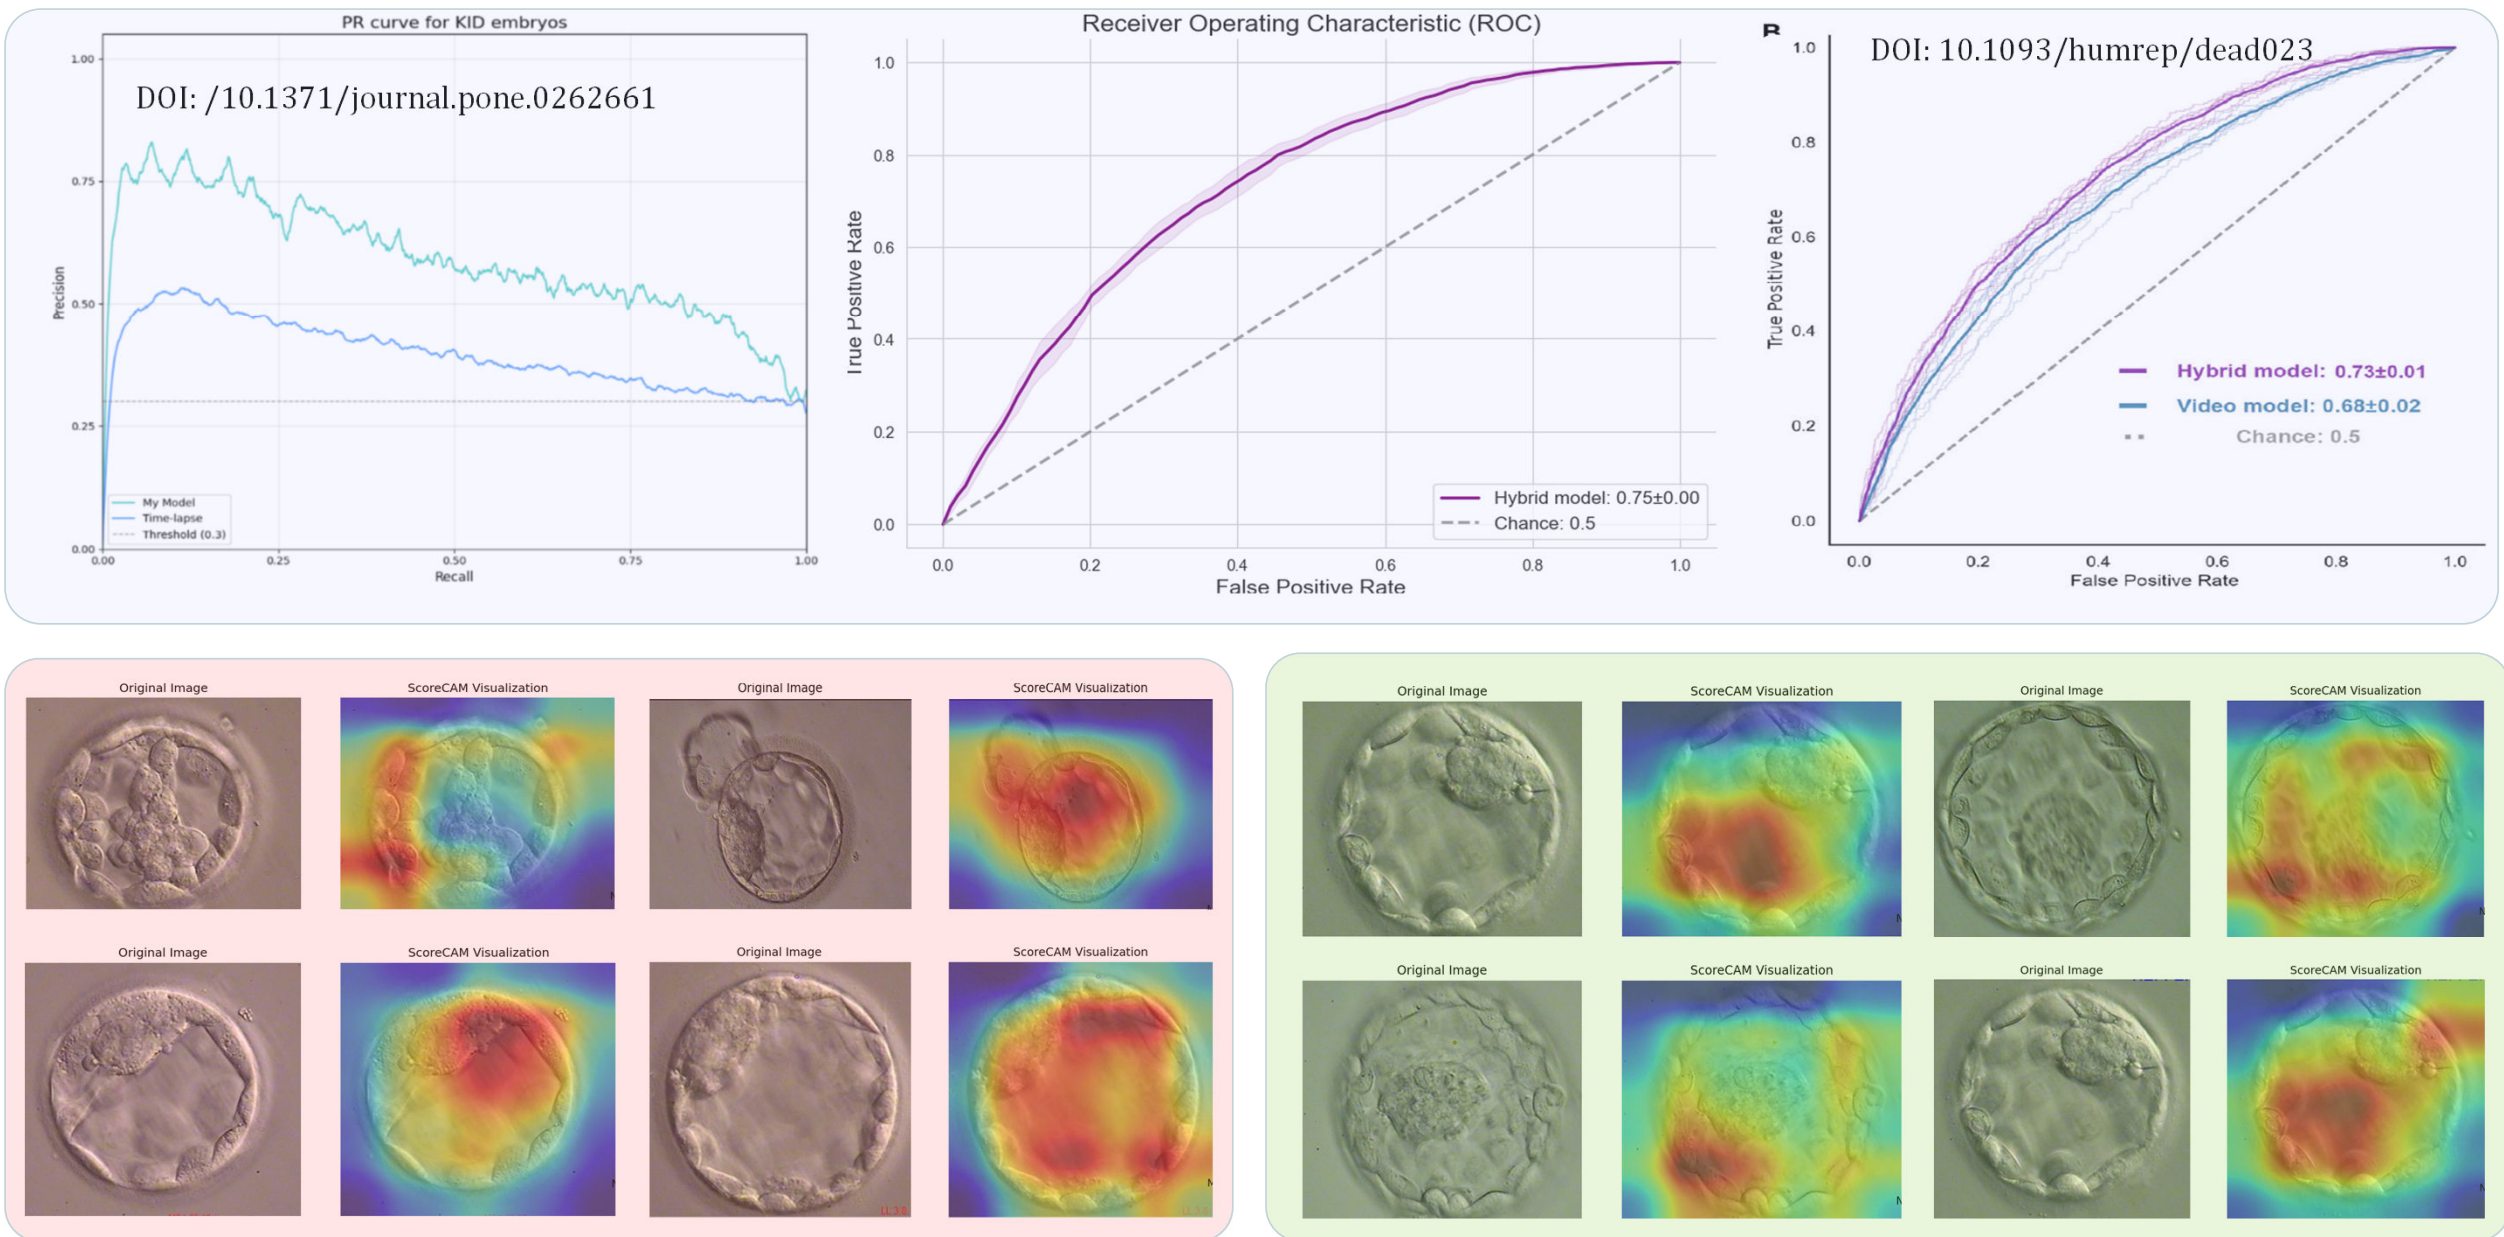 PR curve for KID embryos
DOI: /10.1371/journal.pone.0262661
1.00
0.75
0.50
0.25
0.00
Precision
My Model
Time-lapse
Threshold (0.3)
0.00 0.25 0.50 0.75 1.00
Recall
Receiver Operating Characteristic (ROC)
1.0
0.8
0.6
0.4
0.2
0.0
True Positive Rate
Hybrid model: 0.75±0.00
Chance: 0.5
0.0 0.2 0.4 0.6 0.8 1.0
False Positive Rate
B
DOI: 10.1093/humrep/dead023
1.0
0.8
0.6
0.4
0.2
0.0
True Positive Rate
Hybrid model: 0.73±0.01
Video model: 0.68±0.02
Chance: 0.5
0.0 0.2 0.4 0.6 0.8 1.0
False Positive Rate
Original Image ScoreCAM Visualization Original Image ScoreCAM Visualization
Original Image ScoreCAM Visualization Original Image ScoreCAM Visualization
Original Image ScoreCAM Visualization Original Image ScoreCAM Visualization
Original Image ScoreCAM Visualization Original Image ScoreCAM Visualization